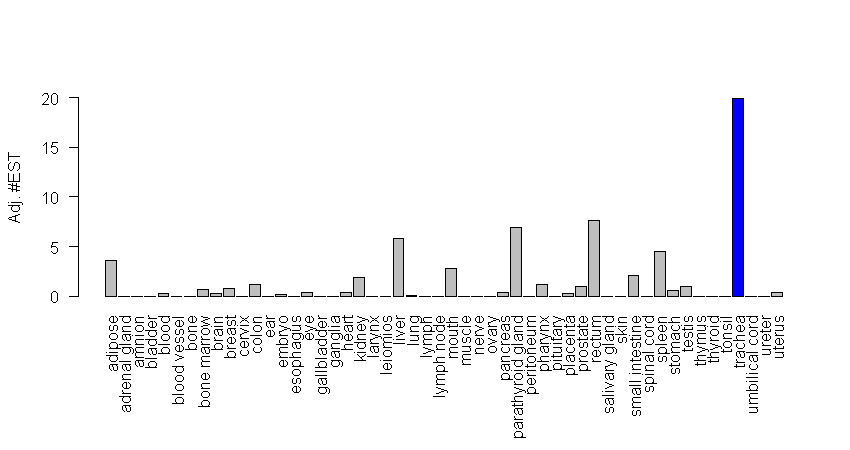 Adj. #EST
20
15
10
5
0
adipose
adrenal gland
amnion
bladder
blood
blood vessel
bone
bone marrow
brain
breast
cervix
colon
ear
embryo
esophagus
eye
gallbladder
ganglia
heart
kidney
larynx
leiomios
liver
lung
lymph
lymph node
mouth
muscle
nerve
ovary
pancreas
parathyroid gland
peritoneum
pharynx
pituitary
placenta
prostate
rectum
salivary gland
skin
small intestine
spinal cord
spleen
stomach
testis
thymus
thyroid
tonsil
trachea
umbilical cord
ureter
uterus